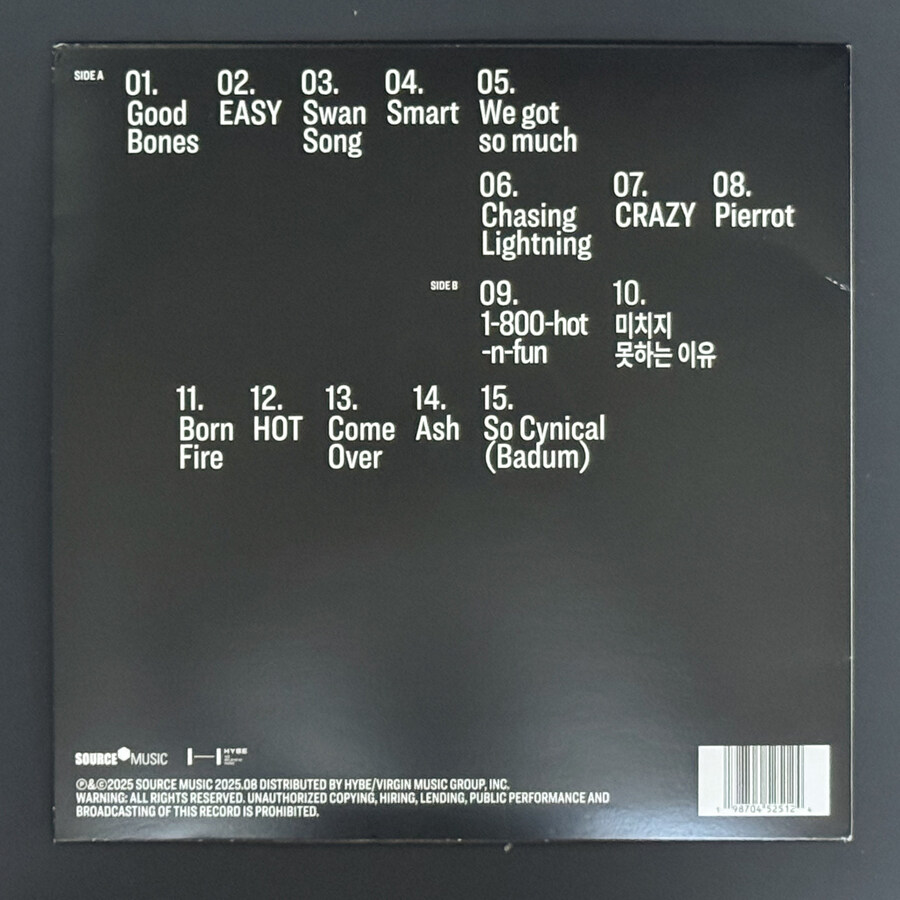 SIDE A
01.
Good
Bones
02.
EASY
03.
Swan
Song
04.
Smart
05.
We got
so much
06.
Chasing
Lightning
07.
CRAZY
08.
Pierrot
SIDE B
09.
1-800-hot
-n-fun
10.
미치지
못하는 이유
11.
Born
Fire
12.
HOT
13.
Come
Over
14.
Ash
15.
So Cynical
(Badum)
SOURCE MUSIC
HYBE
℗&©2025 SOURCE MUSIC 2025.08 DISTRIBUTED BY HYBE/VIRGIN MUSIC GROUP, INC.
WARNING: ALL RIGHTS RESERVED. UNAUTHORIZED COPYING, HIRING, LENDING, PUBLIC PERFORMANCE AND
BROADCASTING OF THIS RECORD IS PROHIBITED.
1 98704 52512 4